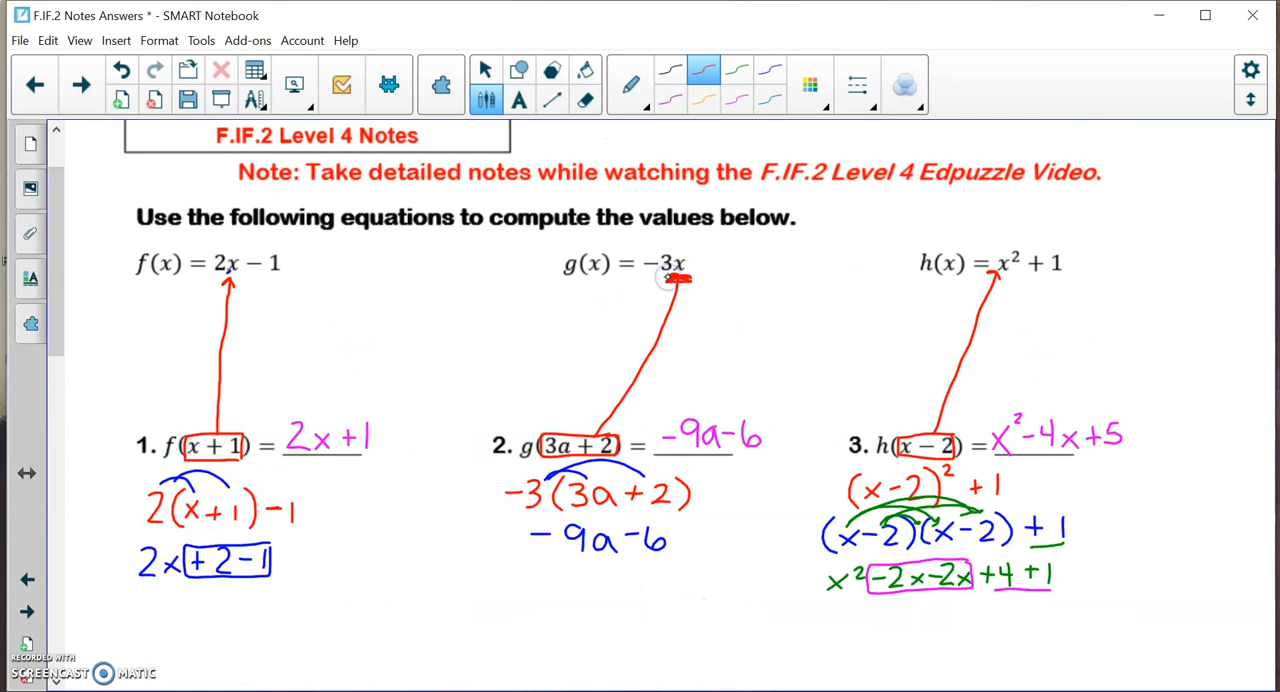 F.IF.2 Notes Answers * - SMART Notebook
File Edit View Insert Format Tools Add-ons Account Help
F.IF.2 Level 4 Notes
Note: Take detailed notes while watching the F.IF.2 Level 4 Edpuzzle Video.
Use the following equations to compute the values below.
f(x) = 2x − 1 g(x) = −3x h(x) = x² + 1
1. f(x + 1) = 2x+1 2. g(3a + 2) = -9a-6 3. h(x − 2) = x²-4x+5
2(x+1)-1 -3(3a+2) (x-2)²+1
2x+2-1 -9a-6 (x-2)(x-2)+1
x²-2x-2x+4+1
RECORDED WITH
SCREENCAST MATIC